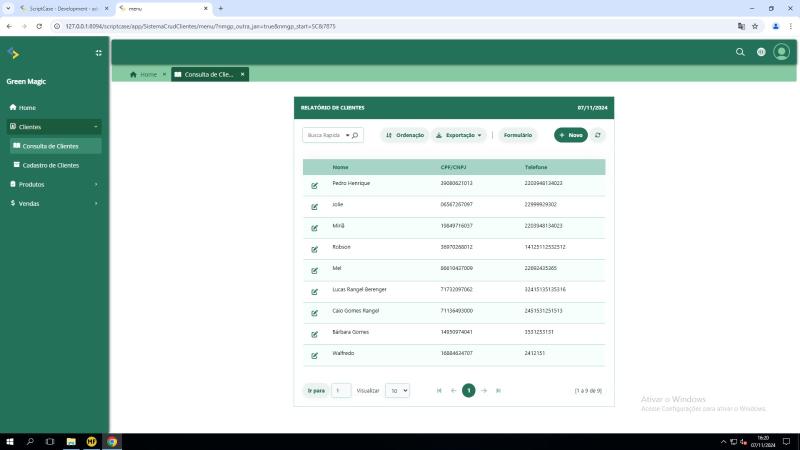 ScriptCase - Development - a
menu
127.0.0.1:8094/scriptcase/app/SistemaCrudClientes/menu/?nmgp_outra_jan=true&nmgp_start=SC&7875
Green Magic
Home
Consulta de Clie...
Home
Clientes
Consulta de Clientes
Cadastro de Clientes
Produtos
Vendas
RELATÓRIO DE CLIENTES 07/11/2024
Busca Rapida Ordenação Exportação Formulário Novo
Nome CPF/CNPJ Telefone
Pedro Henrique 39080621013 2203948134023
Jolie 06567267097 22999929302
Miriã 19849716037 2203948134023
Robson 36970268012 14125112532512
Mel 86610437009 22692435365
Lucas Rangel Berenger 71732097062 32415135135316
Caio Gomes Rangel 71136493000 2451531251513
Bárbara Gomes 14950974041 3531253131
Walfredo 16884634707 2412151
Ir para 1 Visualizar 10 1 [1 a 9 de 9]
Ativar o Windows
Acesse Configurações para ativar o Windows.
16:20
07/11/2024